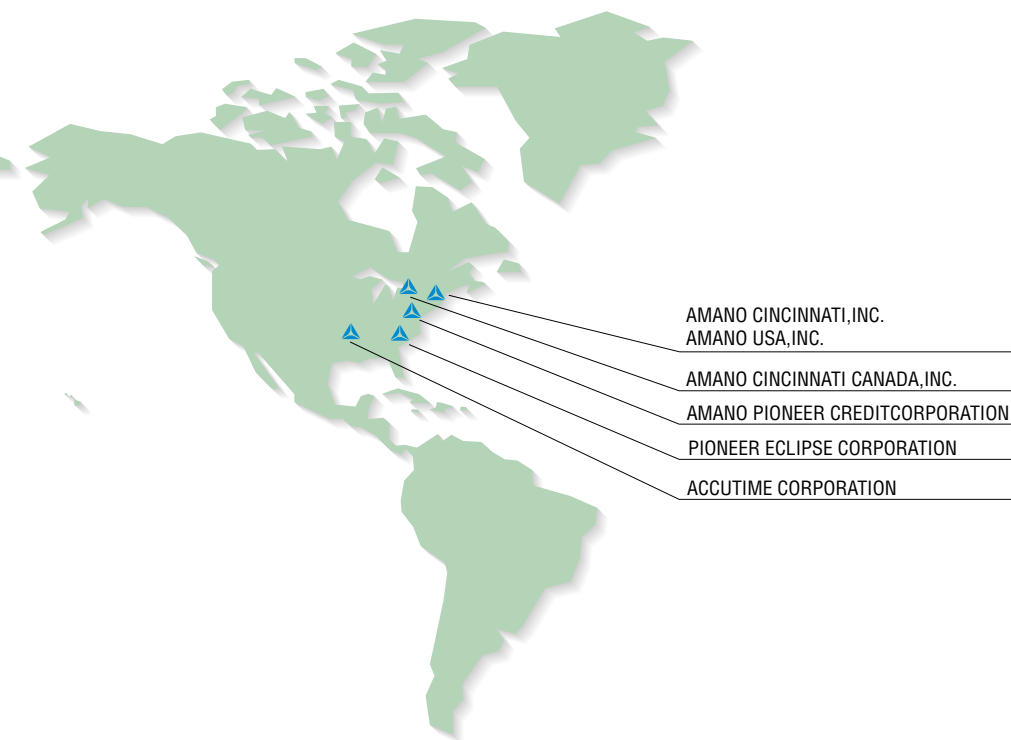 AMANO CINCINNATI,INC.
AMANO USA,INC.
AMANO CINCINNATI CANADA,INC.
AMANO PIONEER CREDITCORPORATION
PIONEER ECLIPSE CORPORATION
ACCUTIME CORPORATION